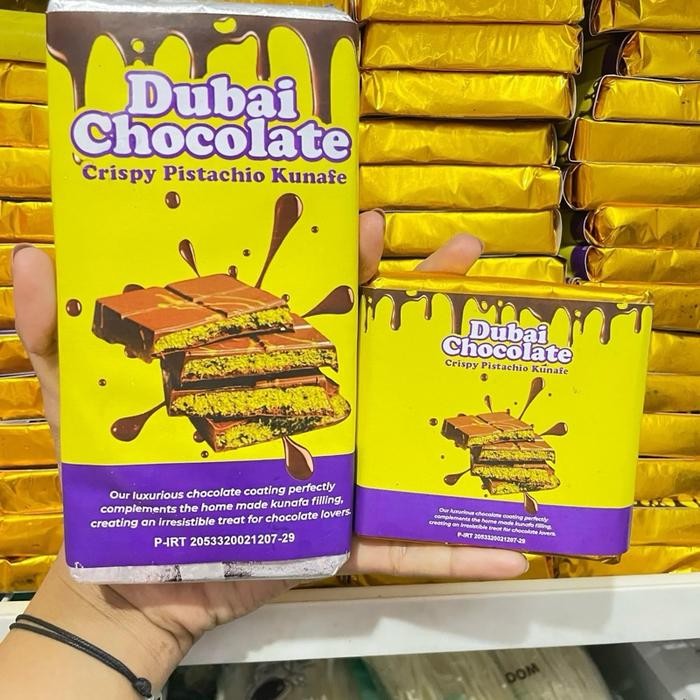 Dubai
Chocolate
Crispy Pistachio Kunafe
Our luxurious chocolate coating perfectly
complements the home made kunafa filling,
creating an irresistible treat for chocolate lovers.
P-IRT 2053320021207-29
Dubai
Chocolate
Crispy Pistachio Kunafe
Our luxurious chocolate coating perfectly
complements the home made kunafa filling,
creating an irresistible treat for chocolate lovers.
P-IRT 2053320021207-29
DOM